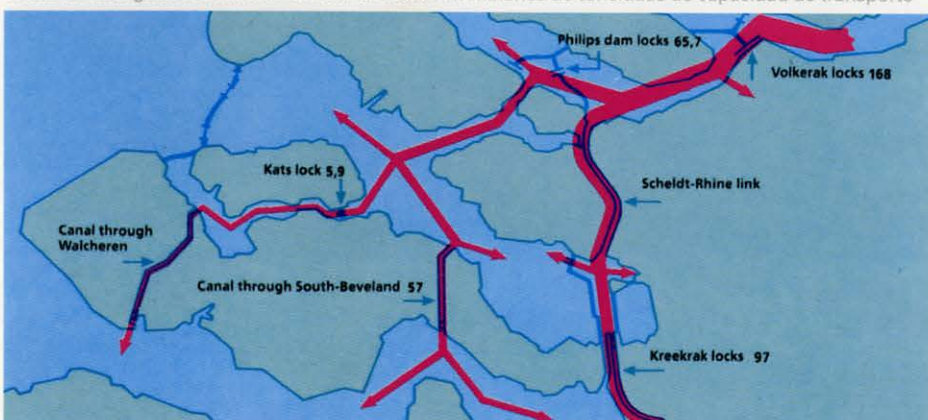 Philips dam locks 65,7
Volkerak locks 168
Kats lock 5,9
Scheldt-Rhine link
Canal through
Walcheren
Canal through South-Beveland 57
Kreekrak locks 97